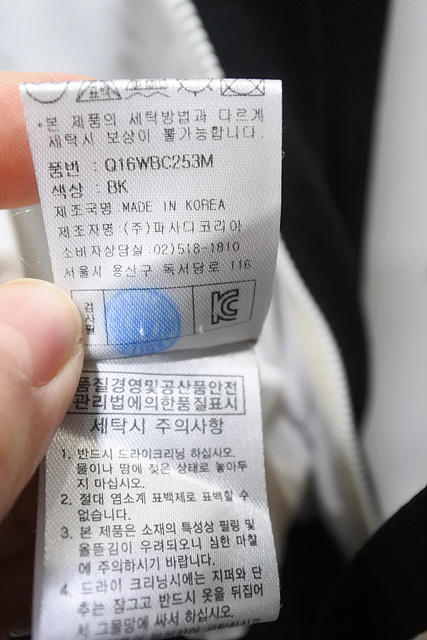 표백
*본 제품의 세탁방법과 다르게
세탁시 보상이 불가능합니다.
품번 : Q16WBC253M
색상 : BK
제조국명 : MADE IN KOREA
제조자명 : (주)파사디코리아
소비자상담실 02)518-1810
서울시 용산구 독서당로 116
검사필
품질경영및공산품안전
관리법에의한품질표시
세탁시 주의사항
1. 반드시 드라이크리닝 하십시오.
물이나 땀에 젖은 상태로 놓아두
지 마십시오.
2. 절대 염소계 표백제로 표백할 수
없습니다.
3. 본 제품은 소재의 특성상 필링 및
올뜯김이 우려되오니 심한 마찰
에 주의하시기 바랍니다.
4. 드라이 크리닝시에는 지퍼와 단
추는 잠그고 반드시 옷을 뒤집어
서 그물망에 싸서 하십시오.